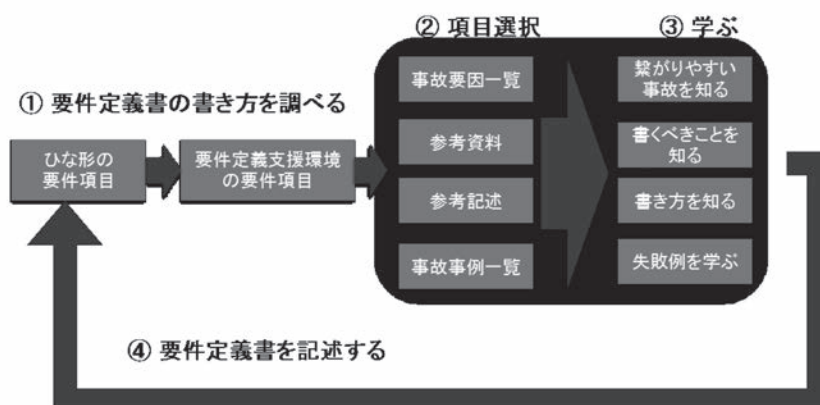 ② 項目選択
③ 学ぶ
① 要件定義書の書き方を調べる
ひな形の
要件項目
要件定義支援環境
の要件項目
事故要因一覧
参考資料
参考記述
事故事例一覧
繋がりやすい
事故を知る
書くべきことを
知る
書き方を知る
失敗例を学ぶ
④ 要件定義書を記述する